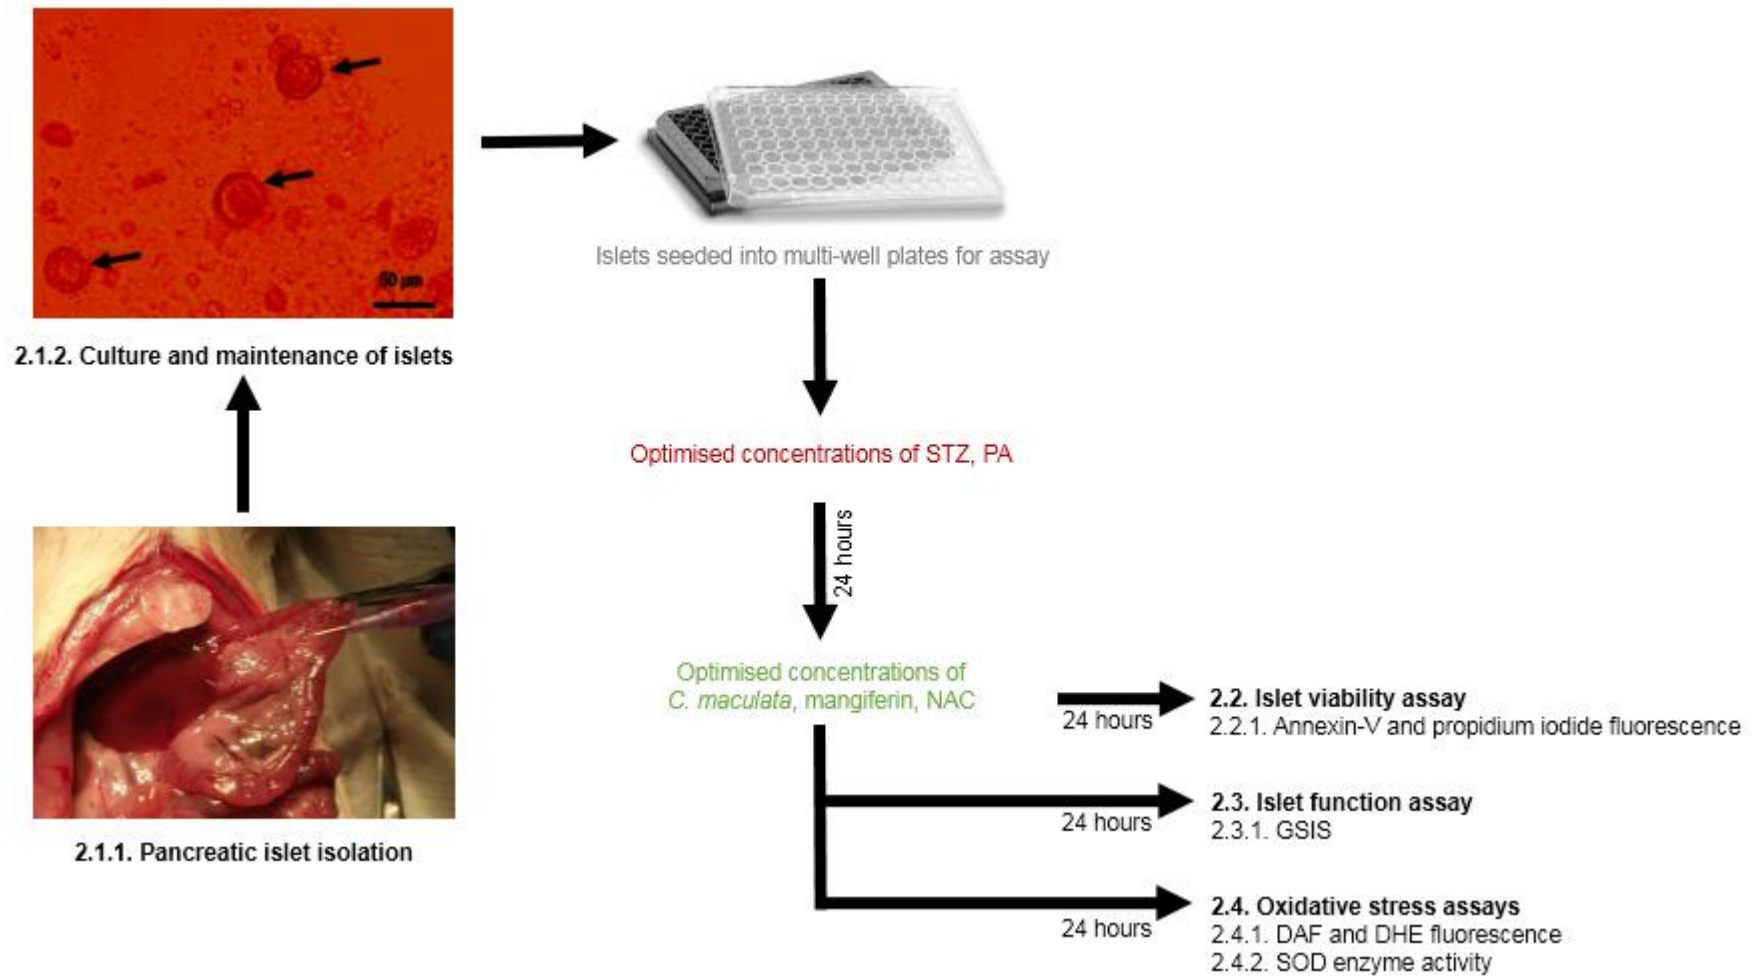 50 µm
2.1.2. Culture and maintenance of islets
2.1.1. Pancreatic islet isolation
Islets seeded into multi-well plates for assay
Optimised concentrations of STZ, PA
24 hours
Optimised concentrations of
C. maculata, mangiferin, NAC
24 hours
2.2. Islet viability assay
2.2.1. Annexin-V and propidium iodide fluorescence
24 hours
2.3. Islet function assay
2.3.1. GSIS
24 hours
2.4. Oxidative stress assays
2.4.1. DAF and DHE fluorescence
2.4.2. SOD enzyme activity